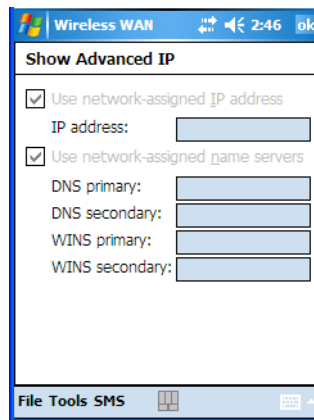 Wireless WAN 2:46 ok
Show Advanced IP
Use network-assigned IP address
IP address:
Use network-assigned name servers
DNS primary:
DNS secondary:
WINS primary:
WINS secondary:
File Tools SMS